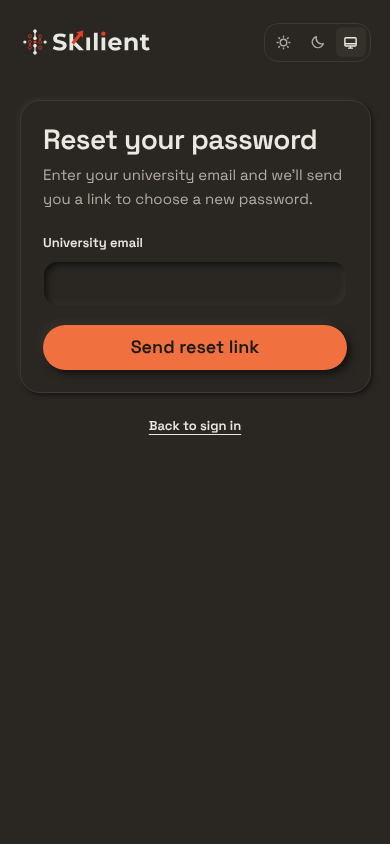 Skilient
Reset your password
Enter your university email and we'll send
you a link to choose a new password.
University email
Send reset link
Back to sign in